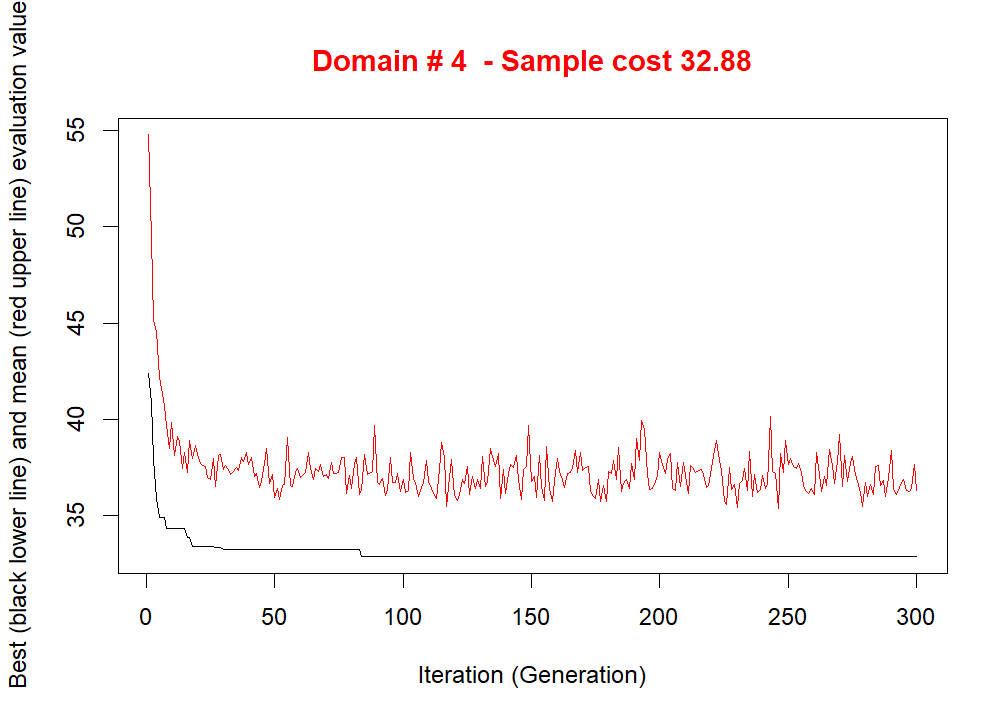 Domain # 4  - Sample cost 32.88
Best (black lower line) and mean (red upper line) evaluation value
55
50
45
40
35
0 50 100 150 200 250 300
Iteration (Generation)